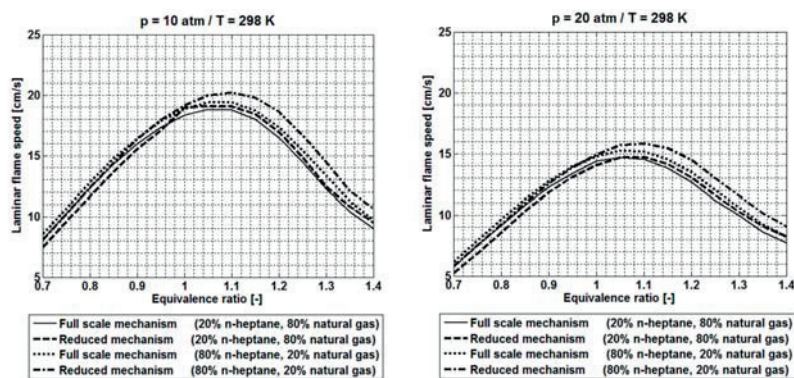 p = 10 atm / T = 298 K
Laminar flame speed [cm/s]
25
20
15
10
5
0.7 0.8 0.9 1 1.1 1.2 1.3 1.4
Equivalence ratio [-]
Full scale mechanism (20% n-heptane, 80% natural gas)
Reduced mechanism (20% n-heptane, 80% natural gas)
Full scale mechanism (80% n-heptane, 20% natural gas)
Reduced mechanism (80% n-heptane, 20% natural gas)
p = 20 atm / T = 298 K
Laminar flame speed [cm/s]
25
20
15
10
5
0.7 0.8 0.9 1 1.1 1.2 1.3 1.4
Equivalence ratio [-]
Full scale mechanism (20% n-heptane, 80% natural gas)
Reduced mechanism (20% n-heptane, 80% natural gas)
Full scale mechanism (80% n-heptane, 20% natural gas)
Reduced mechanism (80% n-heptane, 20% natural gas)